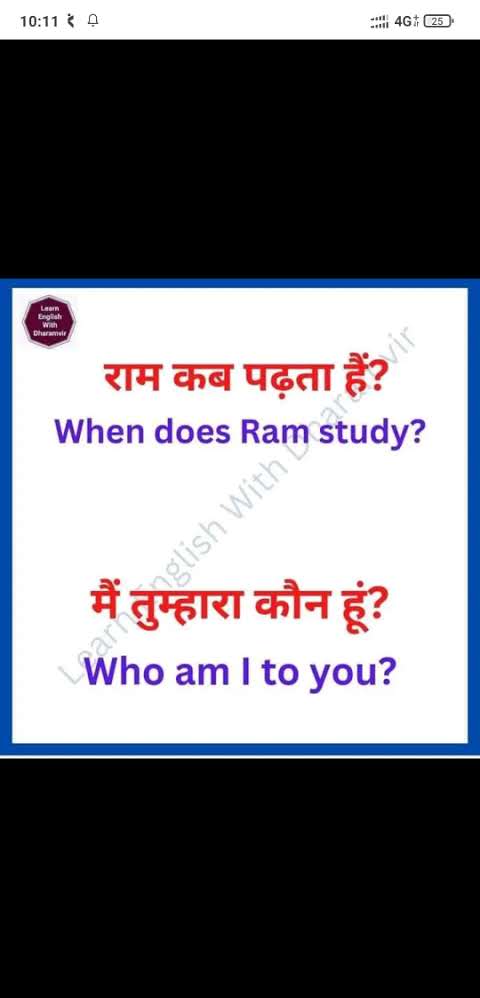 10:11
4G+
25
Learn
English
With
Dharamvir
राम कब पढ़ता हैं?
When does Ram study?
मैं तुम्हारा कौन हूं?
Who am I to you?
Learn English With Dharamvir